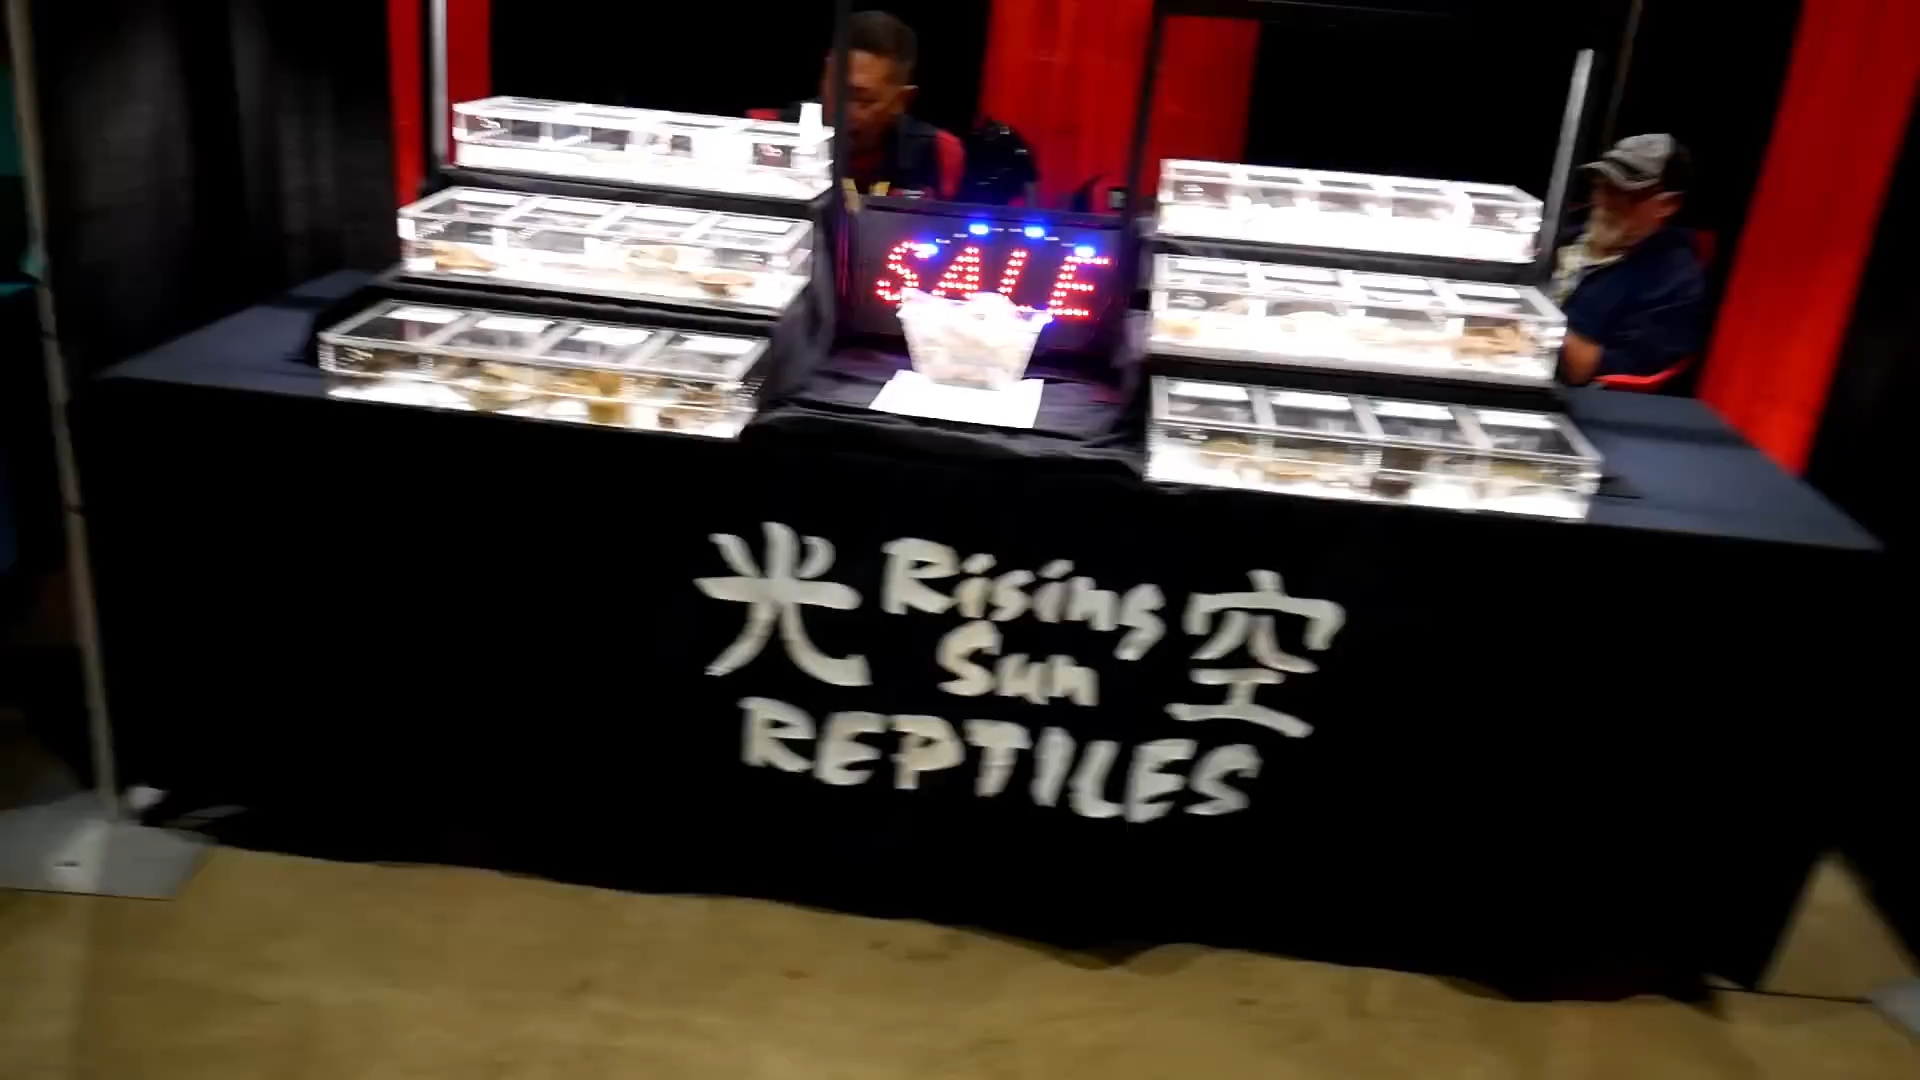 SALE
光 Rising 空
Sun
REPTILES